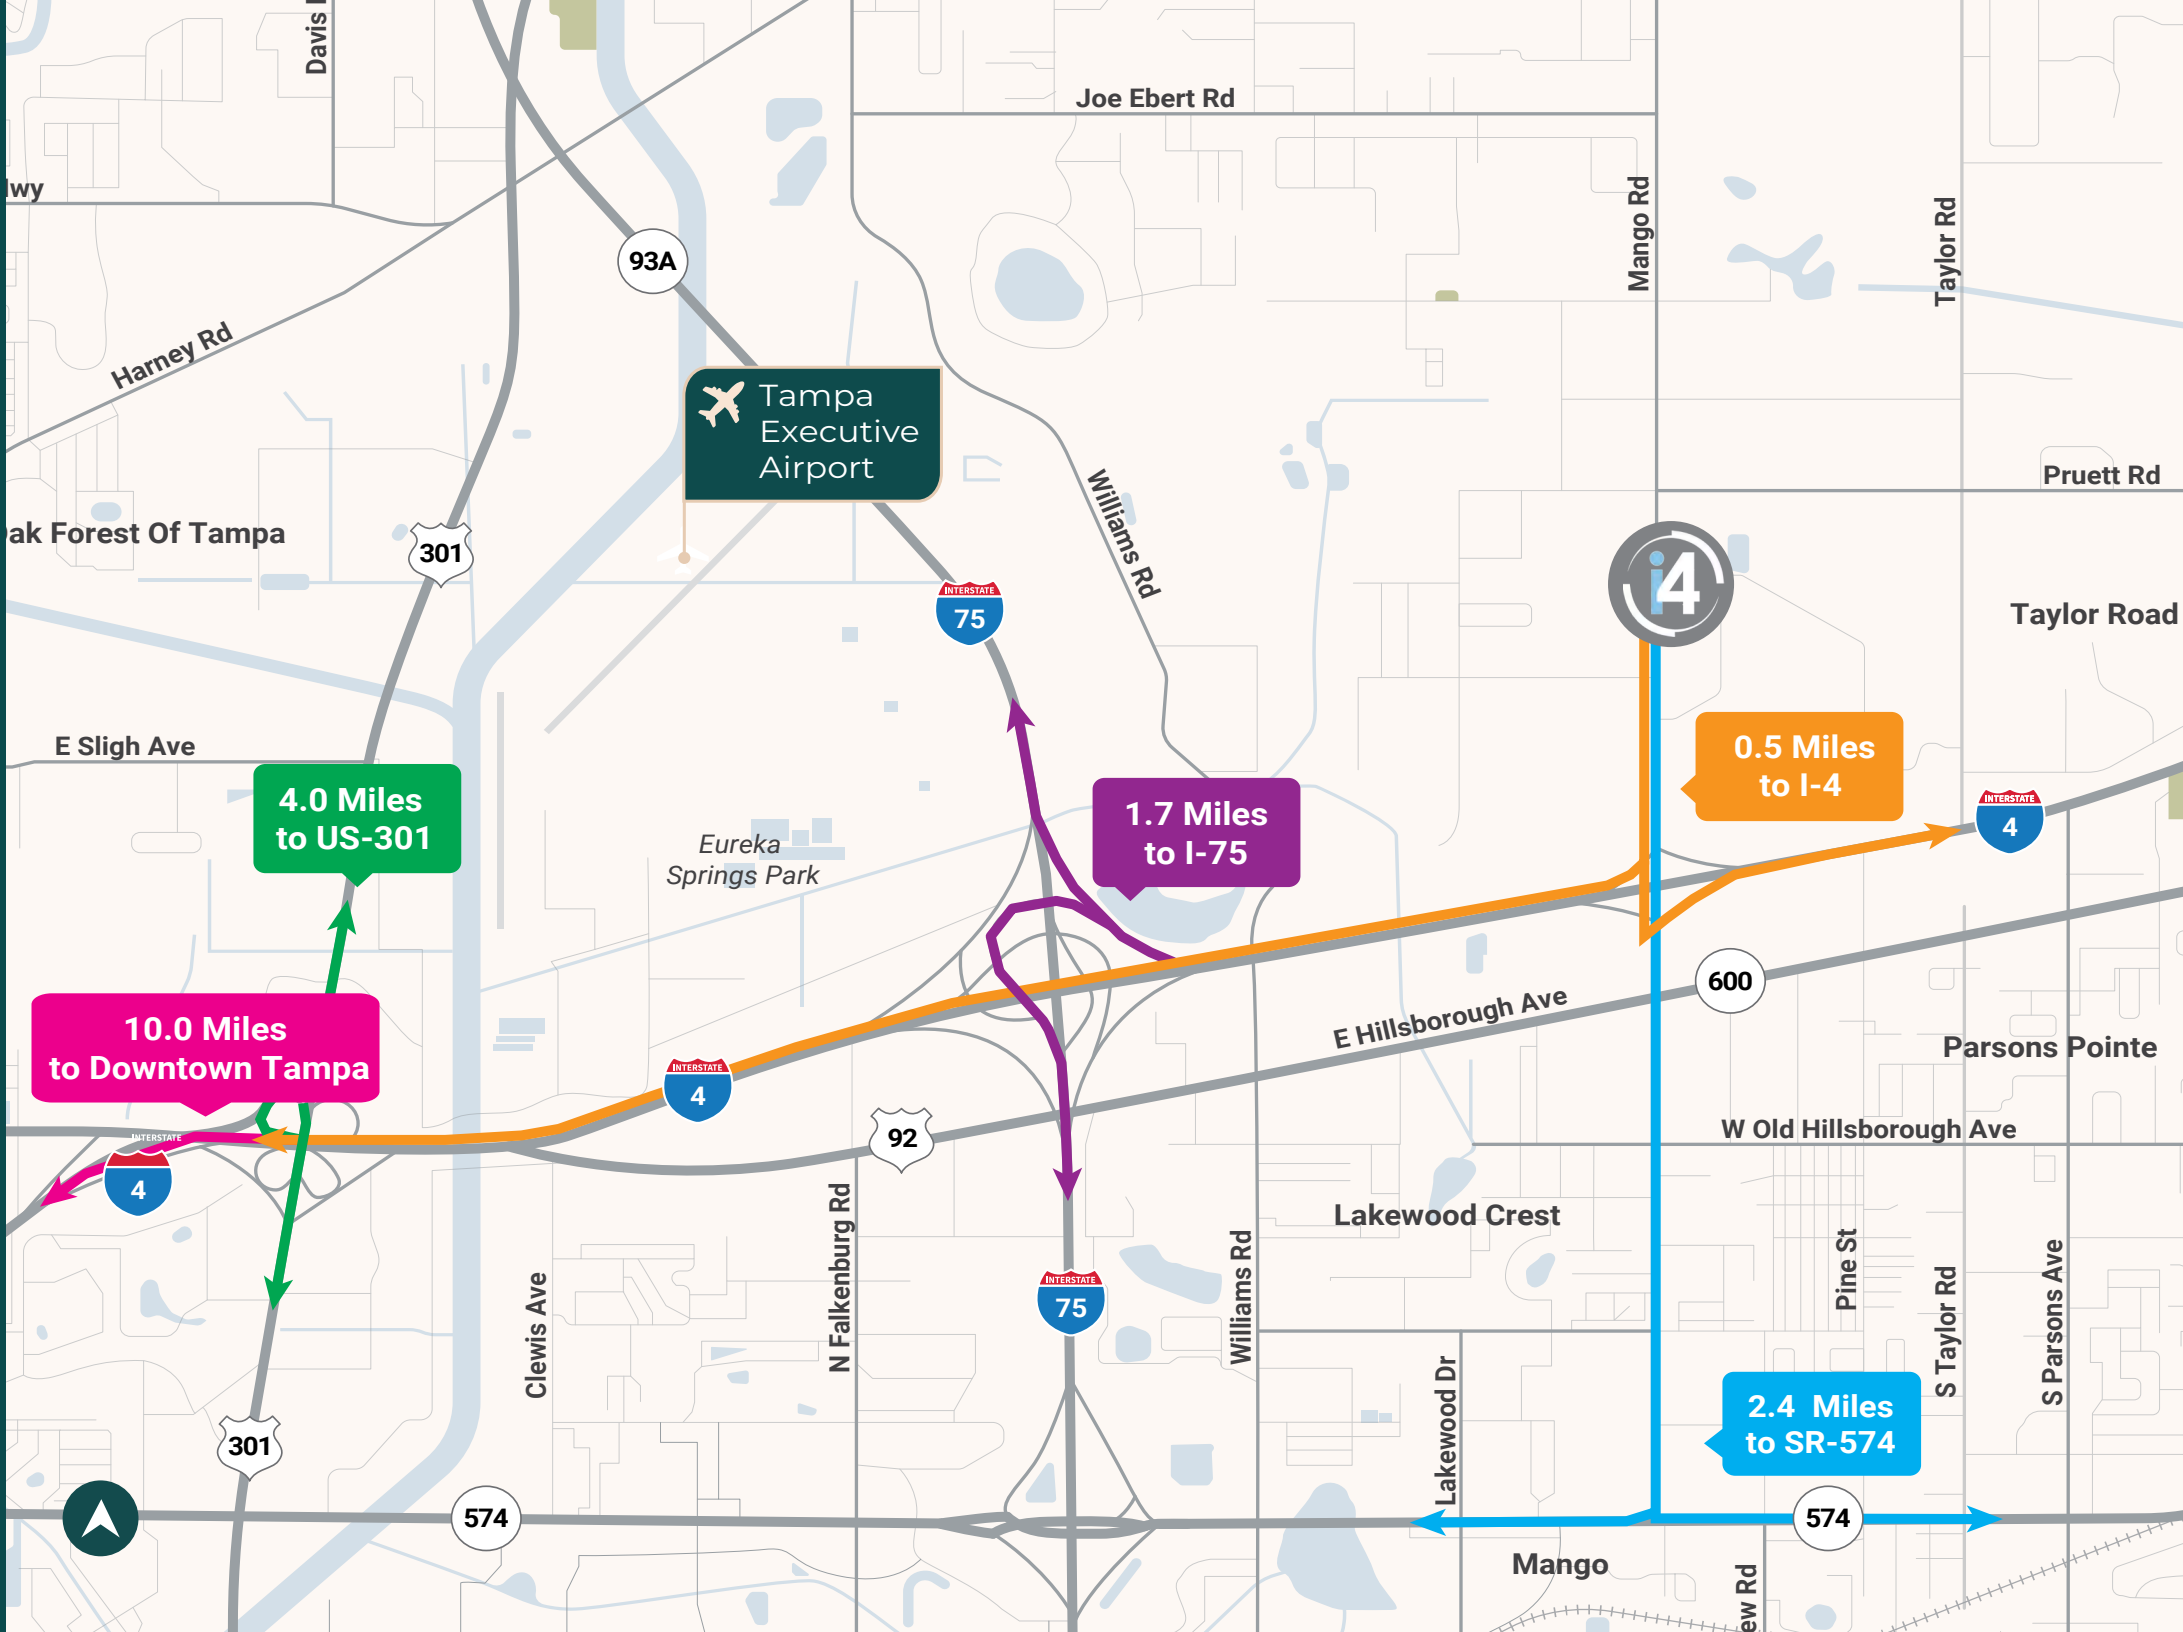 Davis
Joe Ebert Rd
lwy
Mango Rd
Taylor Rd
93A
Harney Rd
Tampa
Executive
Airport
Pruett Rd
Williams Rd
ak Forest Of Tampa
301
INTERSTATE
75
i4
Taylor Road
E Sligh Ave
0.5 Miles
to I-4
4.0 Miles
to US-301
1.7 Miles
to I-75
INTERSTATE
4
Eureka
Springs Park
600
10.0 Miles
to Downtown Tampa
E Hillsborough Ave
Parsons Pointe
INTERSTATE
4
92
W Old Hillsborough Ave
INTERSTATE
4
Lakewood Crest
N Falkenburg Rd
Williams Rd
Pine St
S Taylor Rd
S Parsons Ave
Clewis Ave
INTERSTATE
75
Lakewood Dr
2.4 Miles
to SR-574
301
574
574
Mango
ew Rd